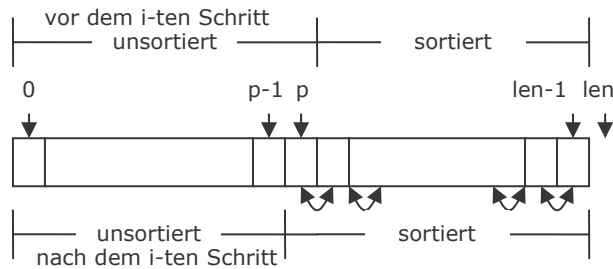 vor dem i-ten Schritt
unsortiert sortiert
0 p-1 p len-1 len
unsortiert sortiert
nach dem i-ten Schritt